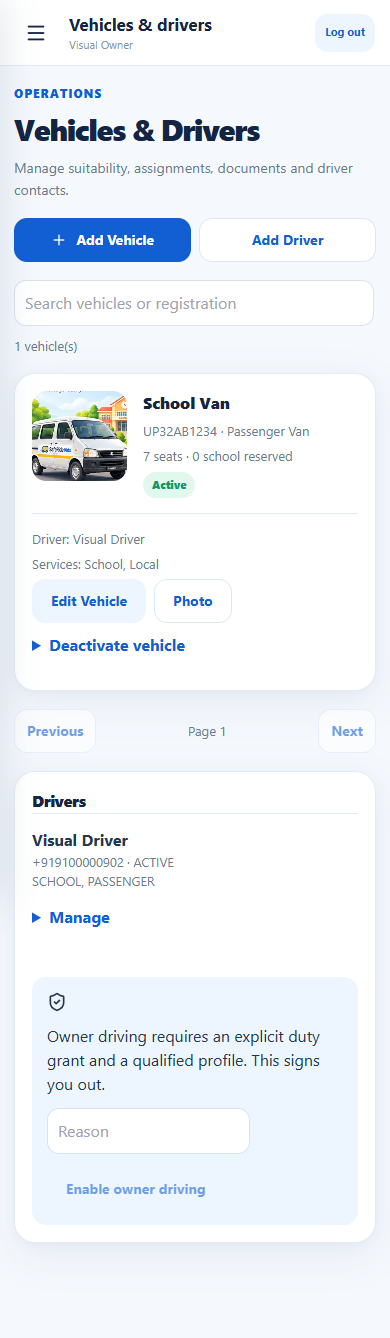 Vehicles & drivers
Visual Owner
Log out
OPERATIONS
Vehicles & Drivers
Manage suitability, assignments, documents and driver
contacts.
+ Add Vehicle
Add Driver
Search vehicles or registration
1 vehicle(s)
School Van
UP32AB1234 · Passenger Van
7 seats · 0 school reserved
Active
Driver: Visual Driver
Services: School, Local
Edit Vehicle
Photo
Deactivate vehicle
Previous
Page 1
Next
Drivers
Visual Driver
+919100000902 · ACTIVE
SCHOOL, PASSENGER
Manage
Owner driving requires an explicit duty
grant and a qualified profile. This signs
you out.
Reason
Enable owner driving